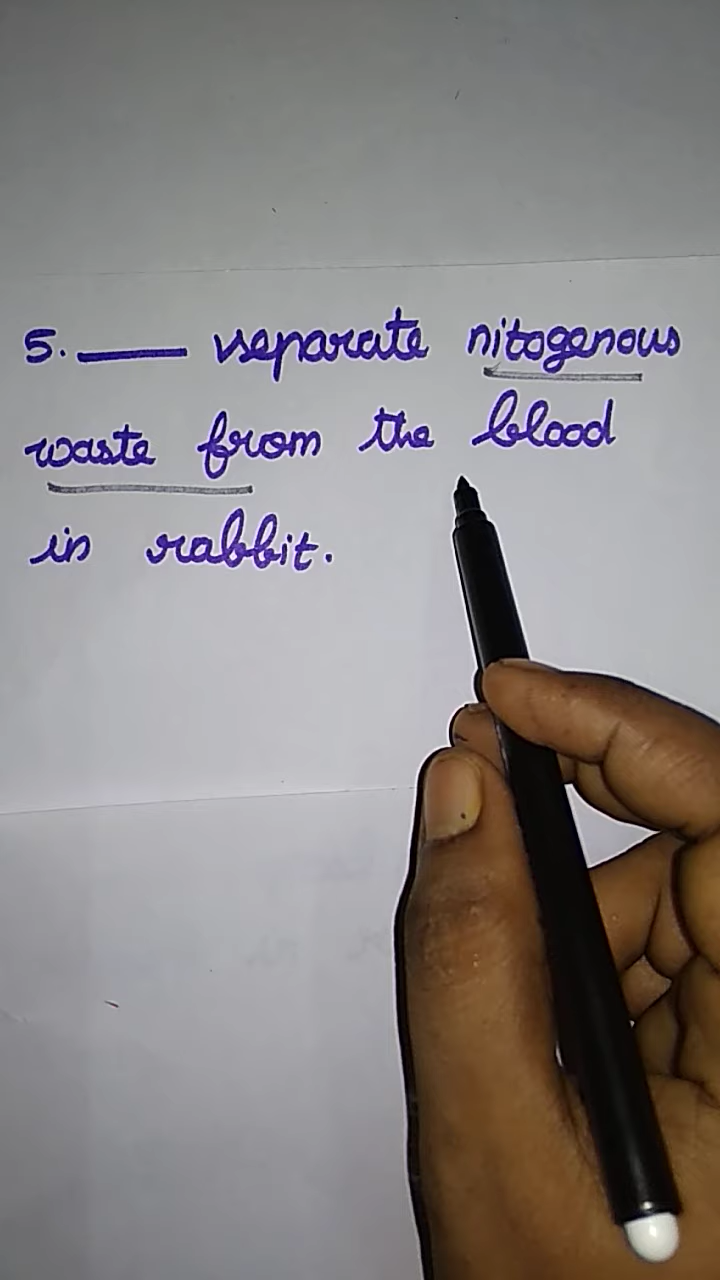 5. ___ separate nitogenous
waste from the blood
in rabbit.